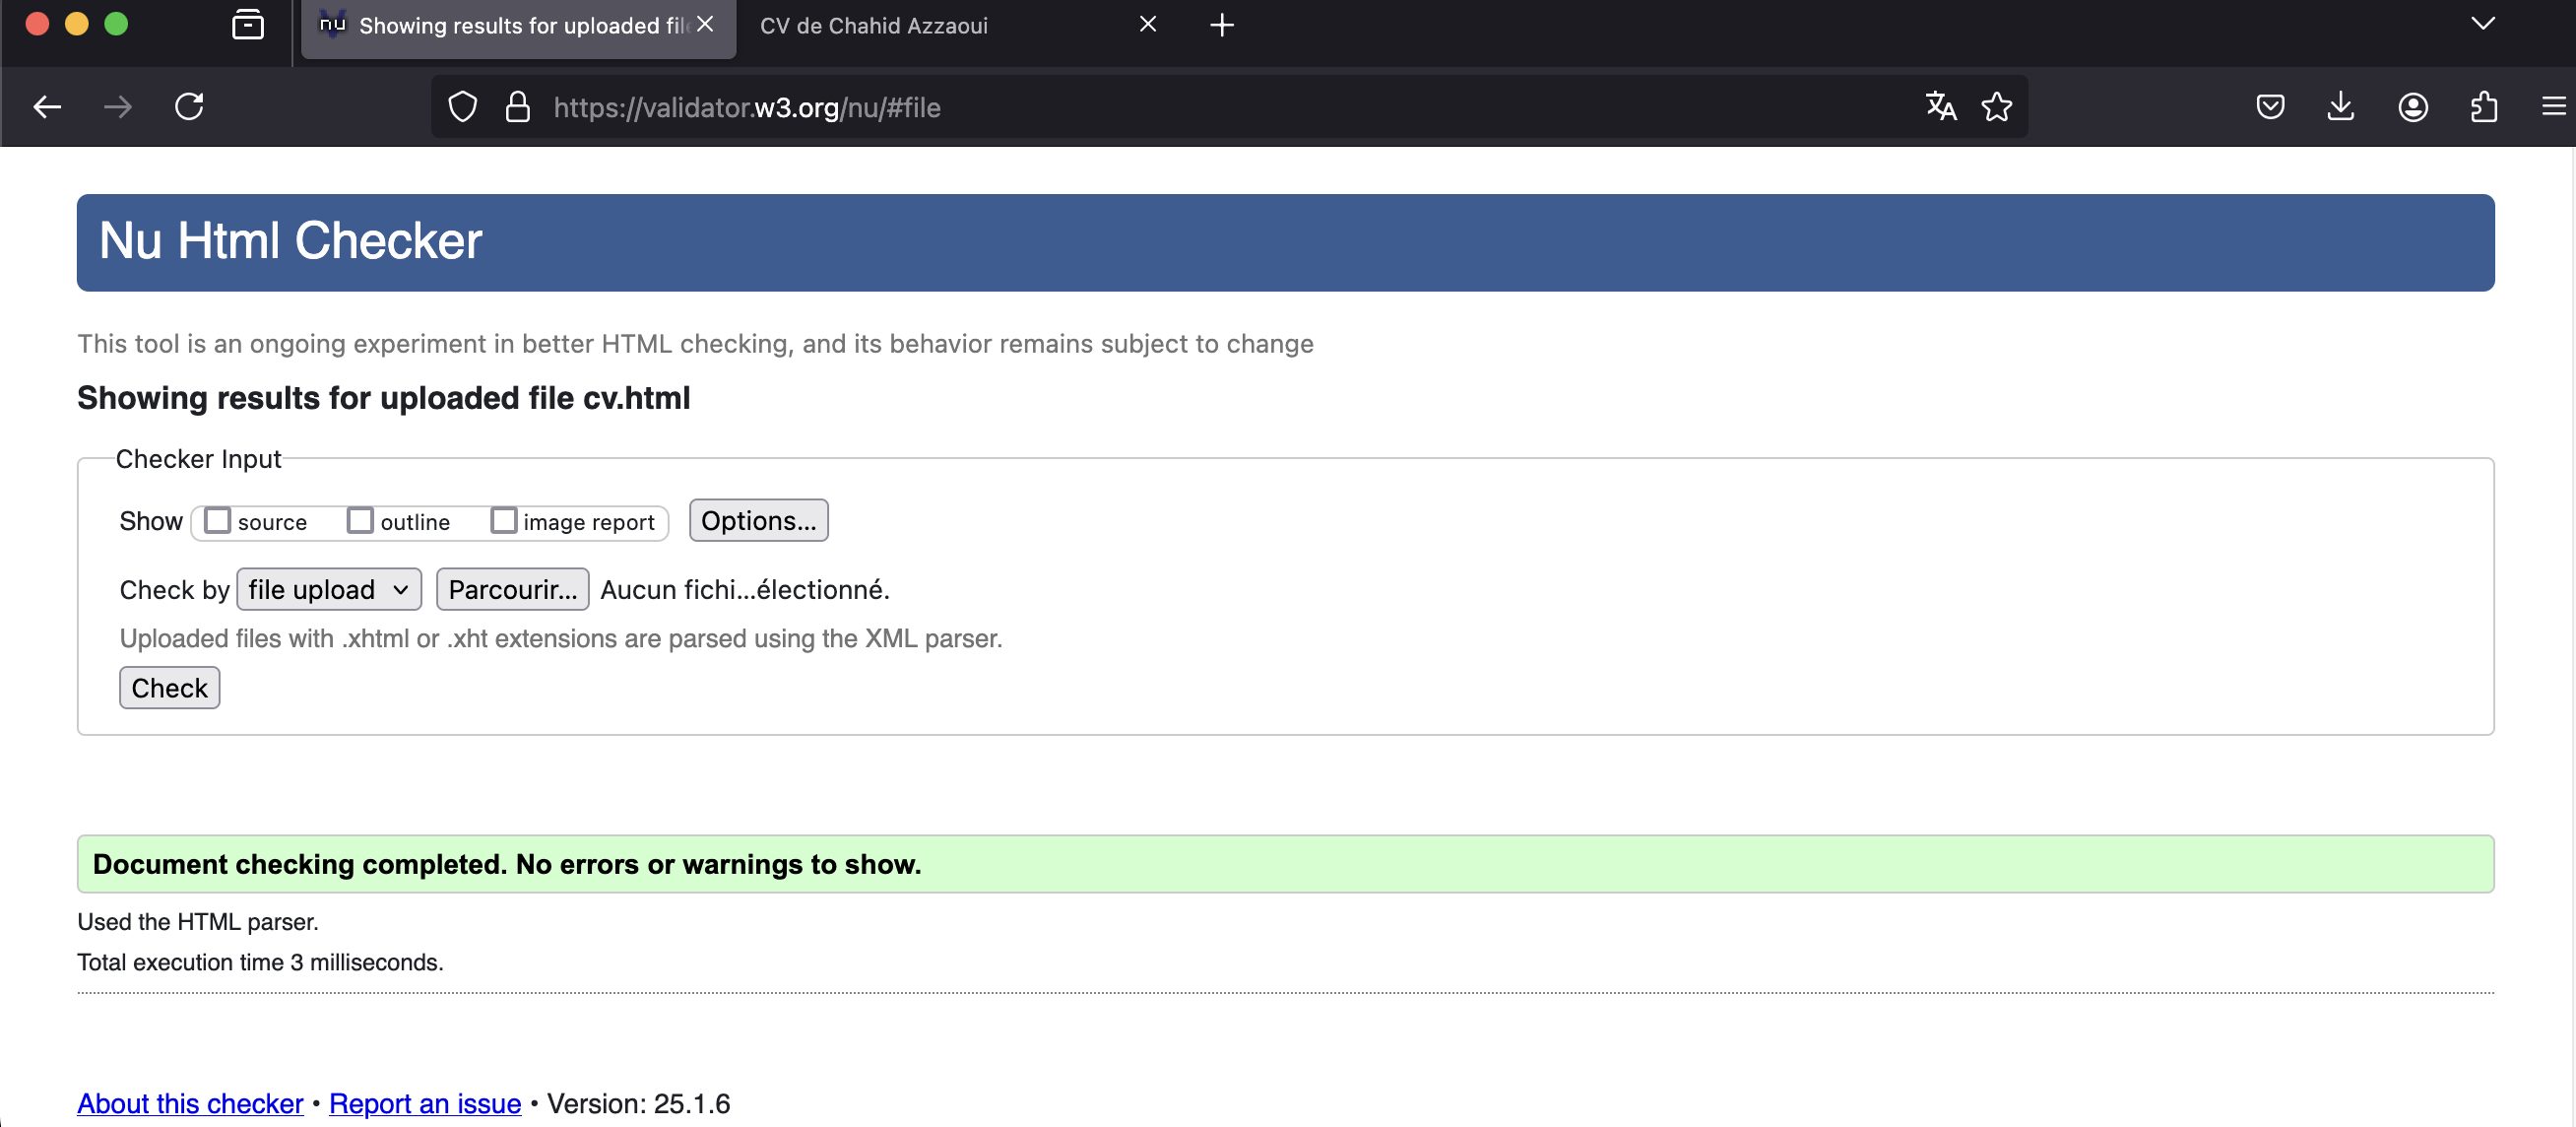 nu Showing results for uploaded file
CV de Chahid Azzaoui
https://validator.w3.org/nu/#file
Nu Html Checker
This tool is an ongoing experiment in better HTML checking, and its behavior remains subject to change
Showing results for uploaded file cv.html
Checker Input
Show source outline image report Options...
Check by file upload Parcourir... Aucun fichi...électionné.
Uploaded files with .xhtml or .xht extensions are parsed using the XML parser.
Check
Document checking completed. No errors or warnings to show.
Used the HTML parser.
Total execution time 3 milliseconds.
About this checker • Report an issue • Version: 25.1.6